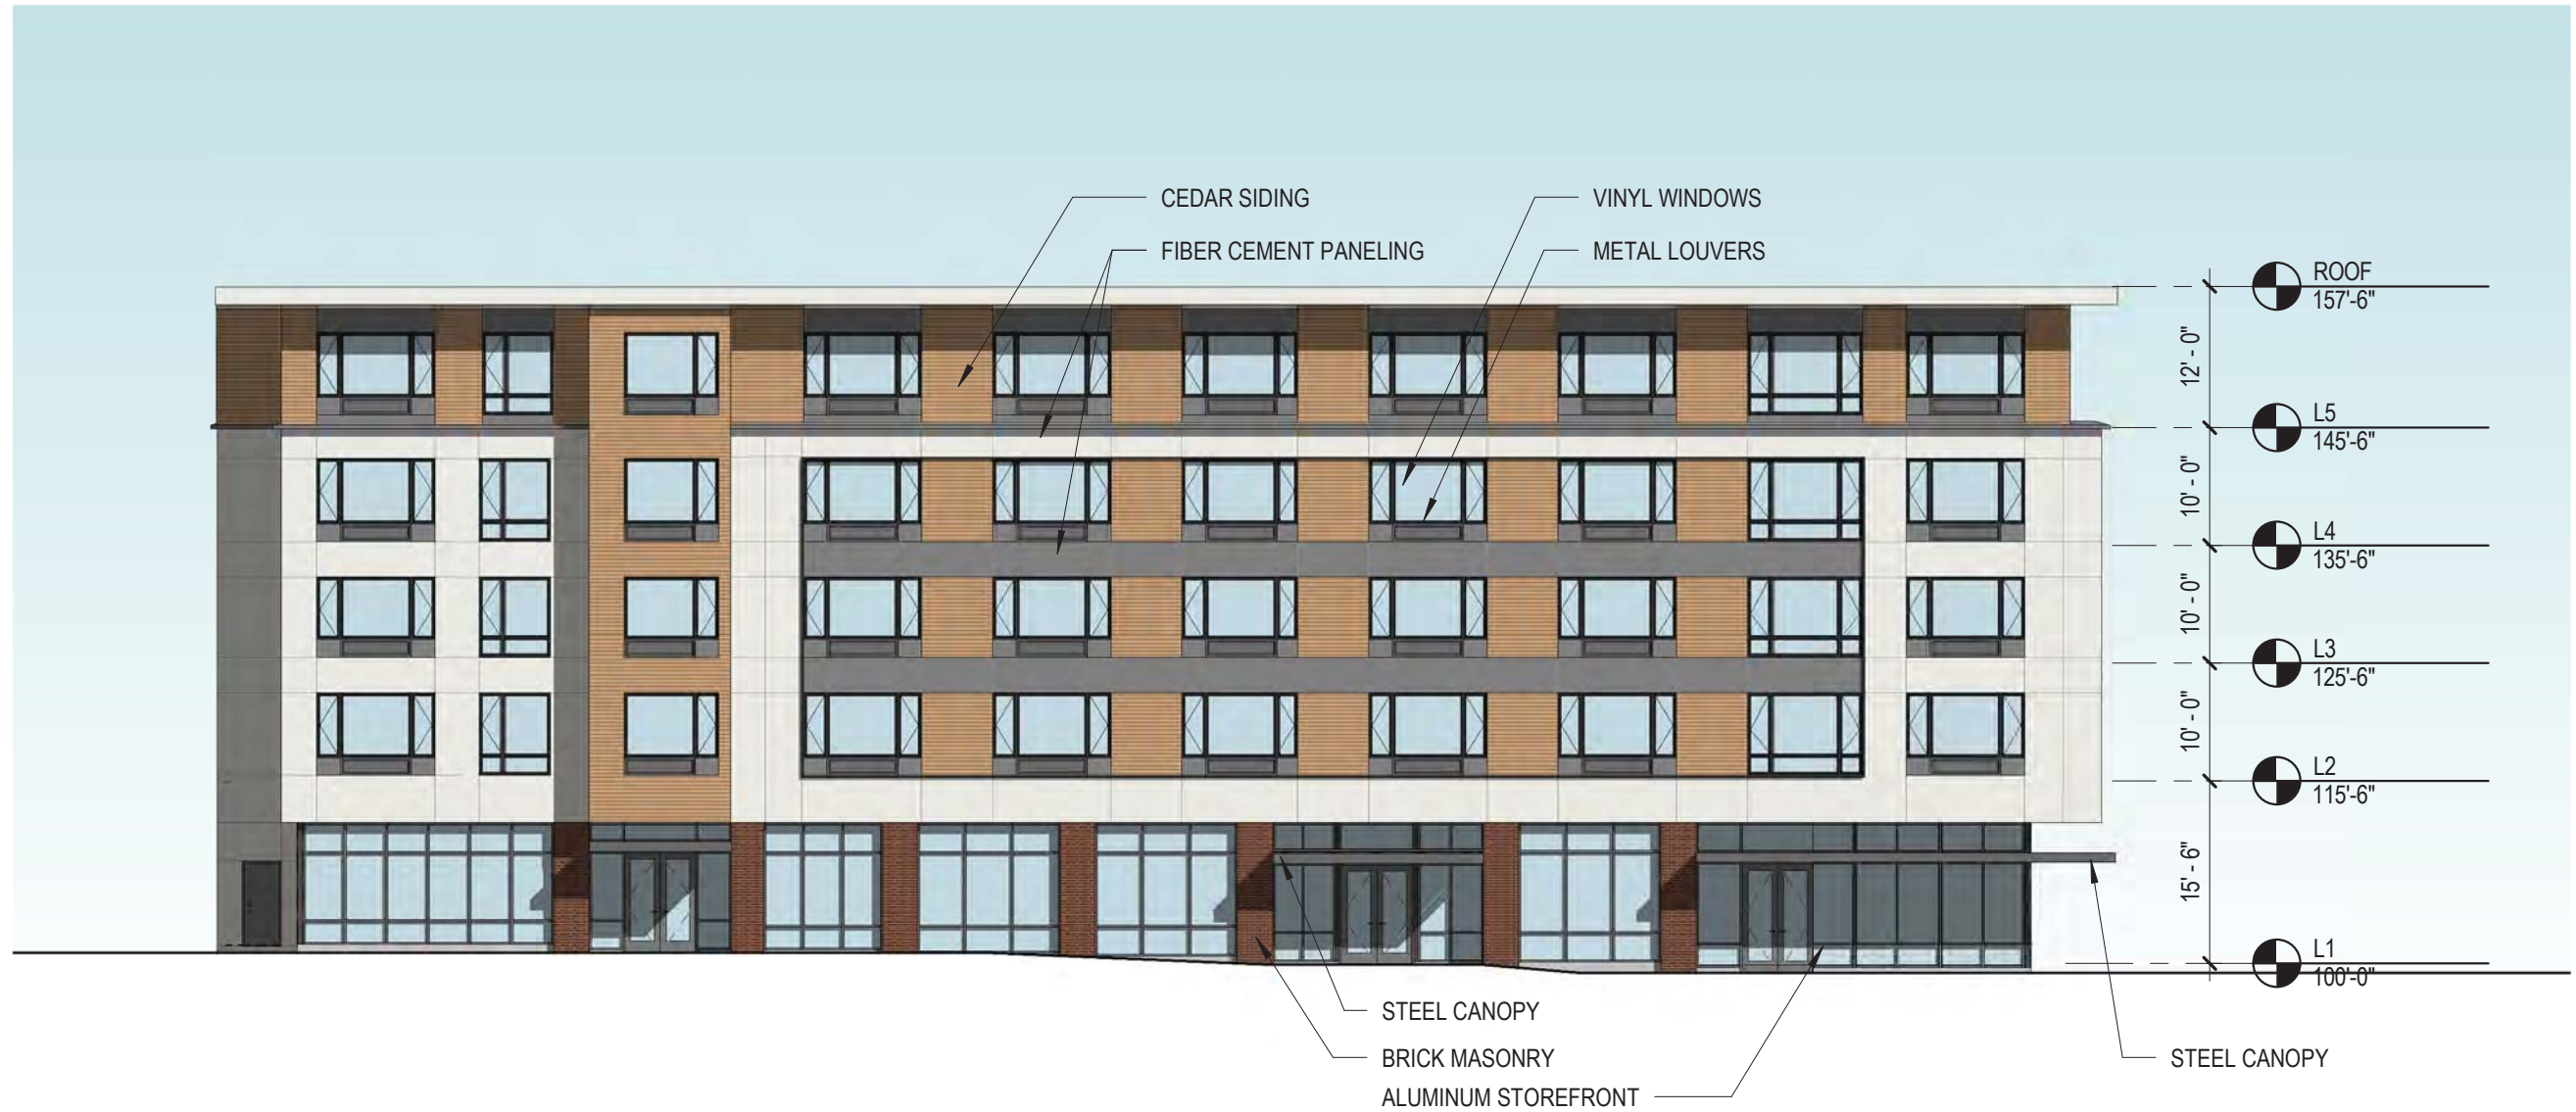 CEDAR SIDING
VINYL WINDOWS
FIBER CEMENT PANELING
METAL LOUVERS
ROOF
157'-6"
12' - 0"
L5
145'-6"
10' - 0"
L4
135'-6"
10' - 0"
L3
125'-6"
10' - 0"
L2
115'-6"
15' - 6"
L1
100'-0"
STEEL CANOPY
BRICK MASONRY
STEEL CANOPY
ALUMINUM STOREFRONT